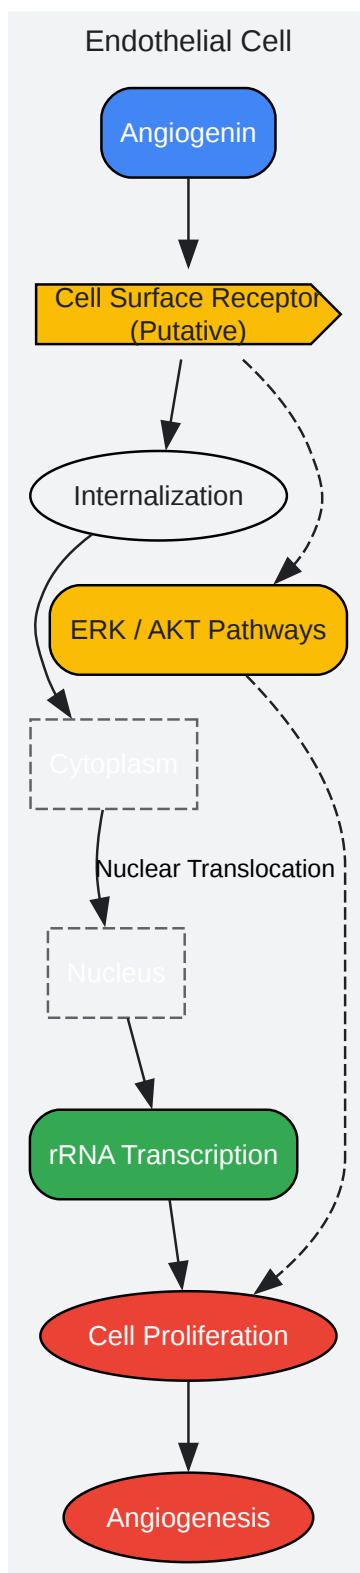 Endothelial Cell
Angiogenin
Cell Surface Receptor
(Putative)
Internalization
ERK / AKT Pathways
Cytoplasm
Nuclear Translocation
Nucleus
rRNA Transcription
Cell Proliferation
Angiogenesis